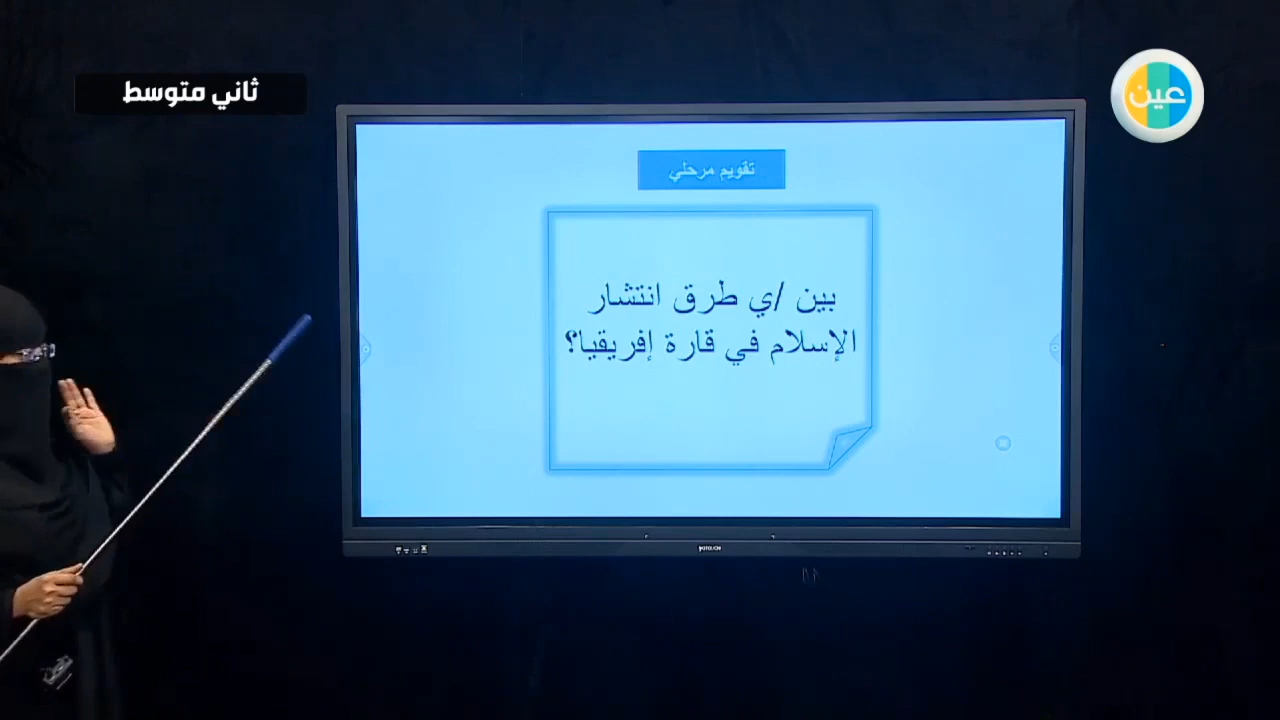 ثاني متوسط
عين
تقويم مرحلي
بين /ي طرق انتشار
الإسلام في قارة إفريقيا؟